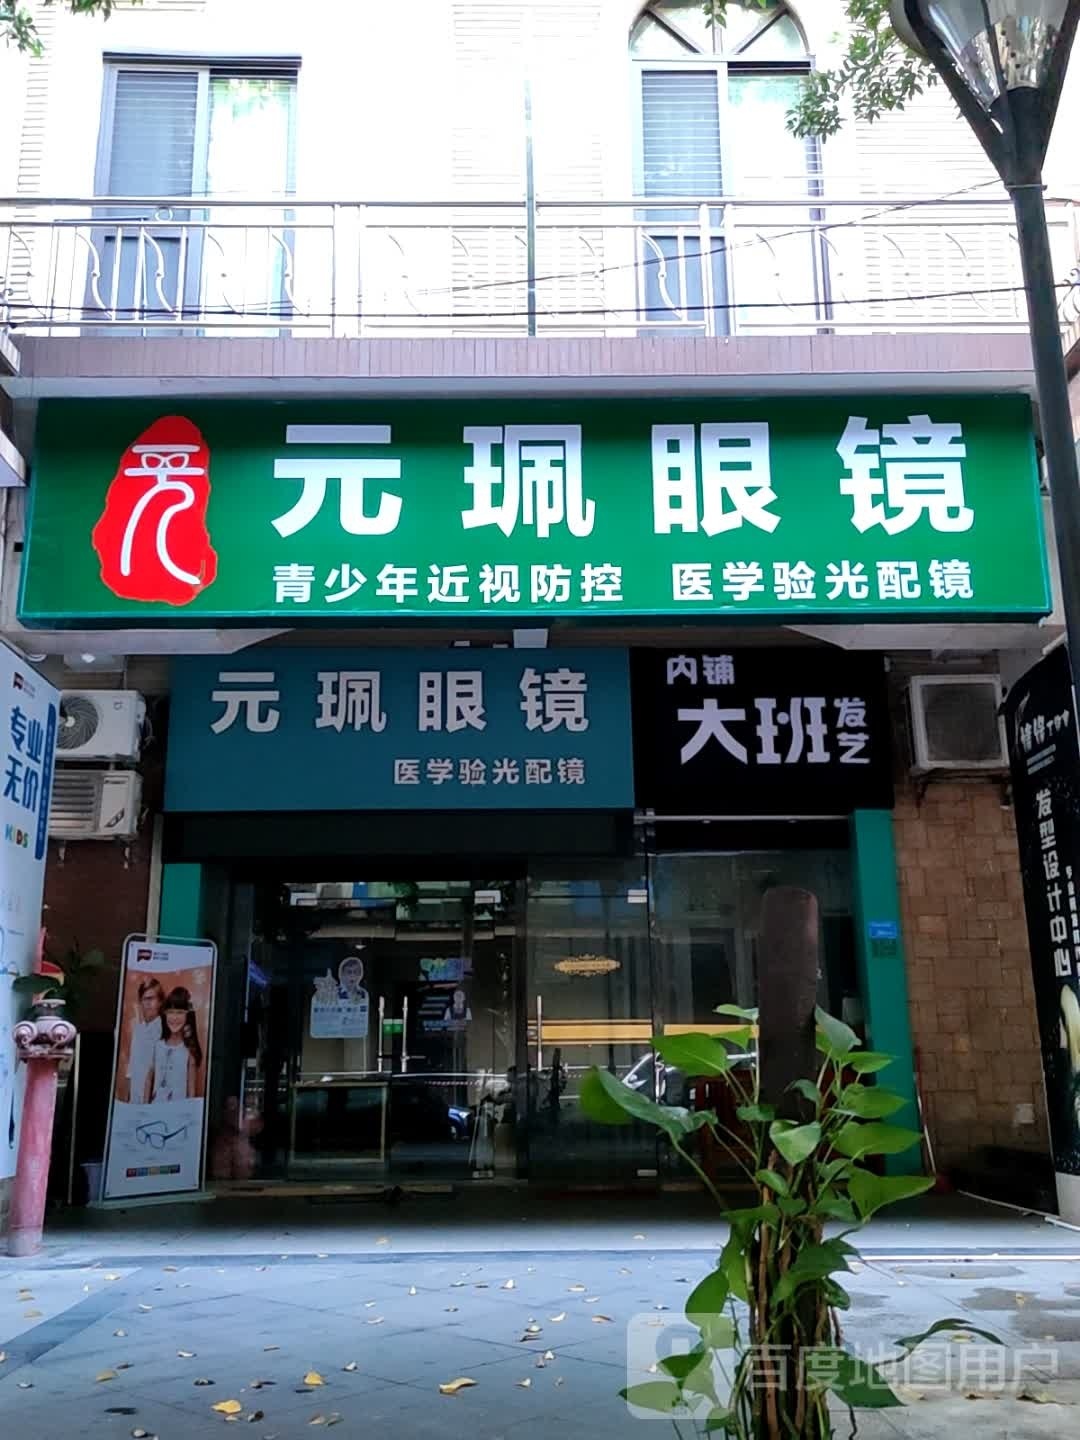 元珮眼镜
青少年近视防控 医学验光配镜
元珮眼镜
医学验光配镜
内铺
大班发艺
专业
无价
KIDS
发型设计中心
百度地图用户